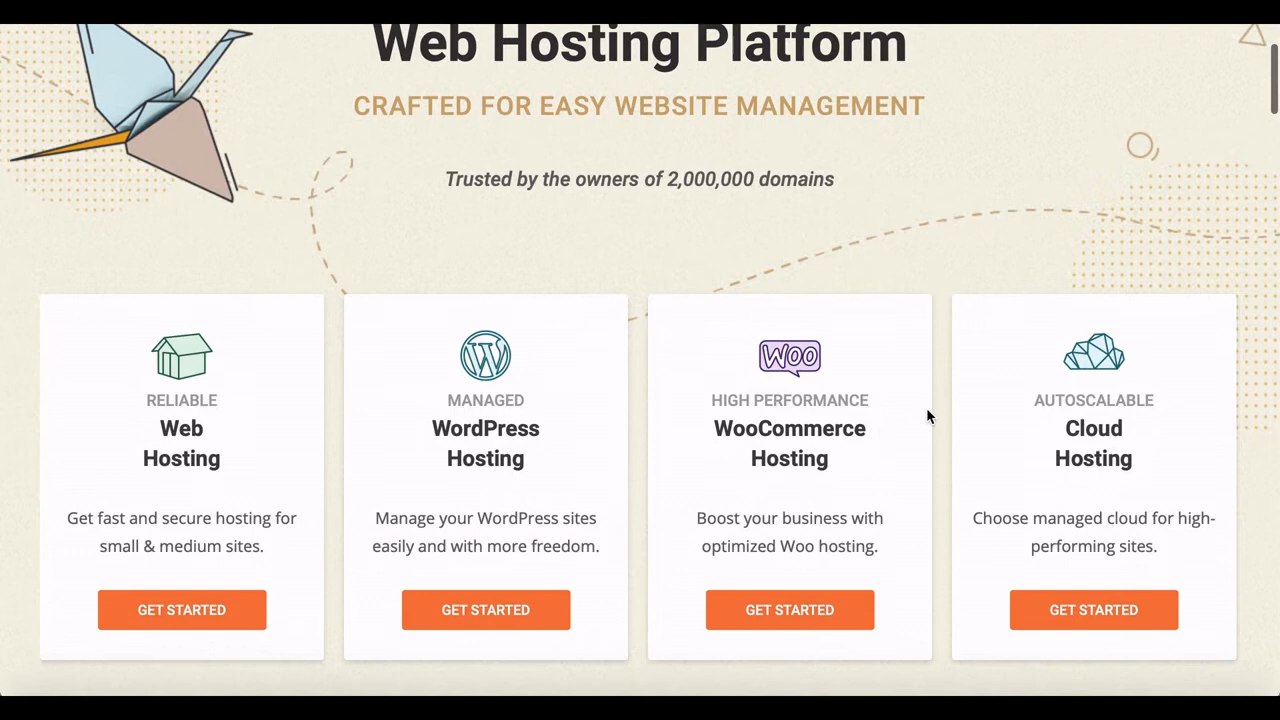 Web Hosting Platform
CRAFTED FOR EASY WEBSITE MANAGEMENT
Trusted by the owners of 2,000,000 domains
RELIABLE
Web
Hosting
Get fast and secure hosting for
small & medium sites.
GET STARTED
MANAGED
WordPress
Hosting
Manage your WordPress sites
easily and with more freedom.
GET STARTED
WOO
HIGH PERFORMANCE
WooCommerce
Hosting
Boost your business with
optimized Woo hosting.
GET STARTED
AUTOSCALABLE
Cloud
Hosting
Choose managed cloud for high-
performing sites.
GET STARTED